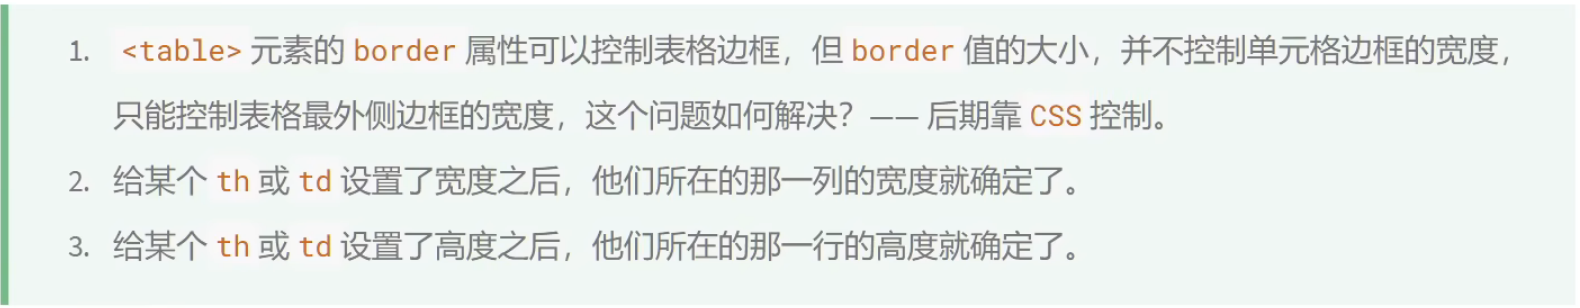 1. <table> 元素的 border 属性可以控制表格边框，但 border 值的大小，并不控制单元格边框的宽度，
只能控制表格最外侧边框的宽度，这个问题如何解决？—— 后期靠 CSS 控制。
2. 给某个 th 或 td 设置了宽度之后，他们所在的那一列的宽度就确定了。
3. 给某个 th 或 td 设置了高度之后，他们所在的那一行的高度就确定了。